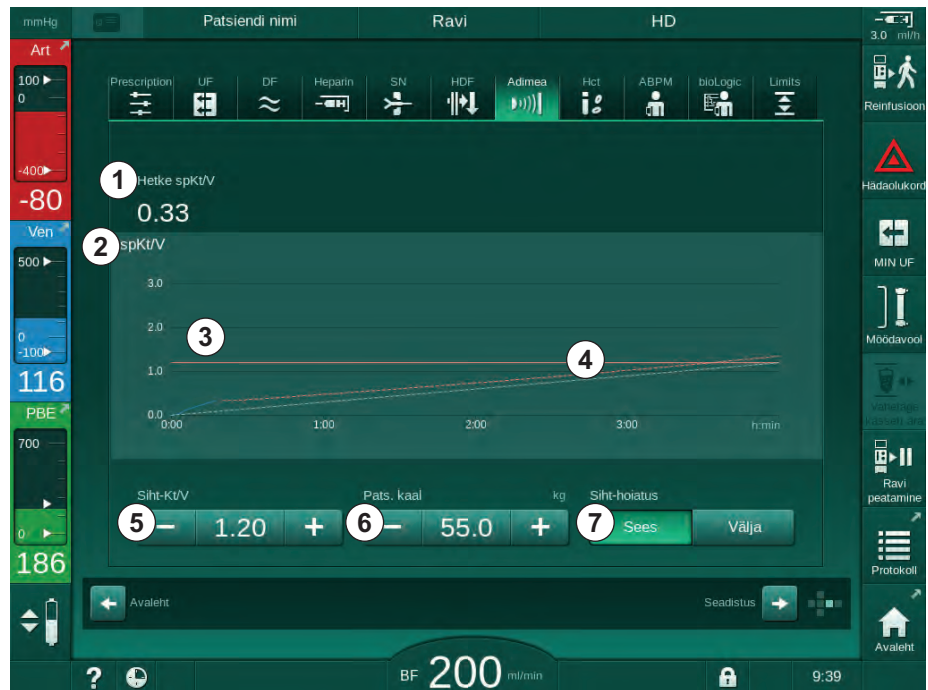 mmHg
Patsiendi nimi
Ravi
HD
3.0 ml/h
Art
100
0
-400
-80
Ven
500
0
-100
116
PBE
700
0
186
Prescription
UF
DF
Heparin
SN
HDF
Adimea
Hct
ABPM
bioLogic
Limits
1
Hetke spKt/V
0.33
2
spKt/V
3.0
2.0
1.0
0.0
3
4
0:00
1:00
2:00
3:00
h:min
Siht-Kt/V
Pats. kaal
kg
Siht-hoiatus
5
− 1.20 +
6
− 55.0 +
7
Sees
Välja
Avaleht
Seadistus
Reinfusioon
Hädaolukord
MIN UF
Möödavool
Ravi
peatamine
Protokoll
Avaleht
?
BF 200 ml/min
9:39